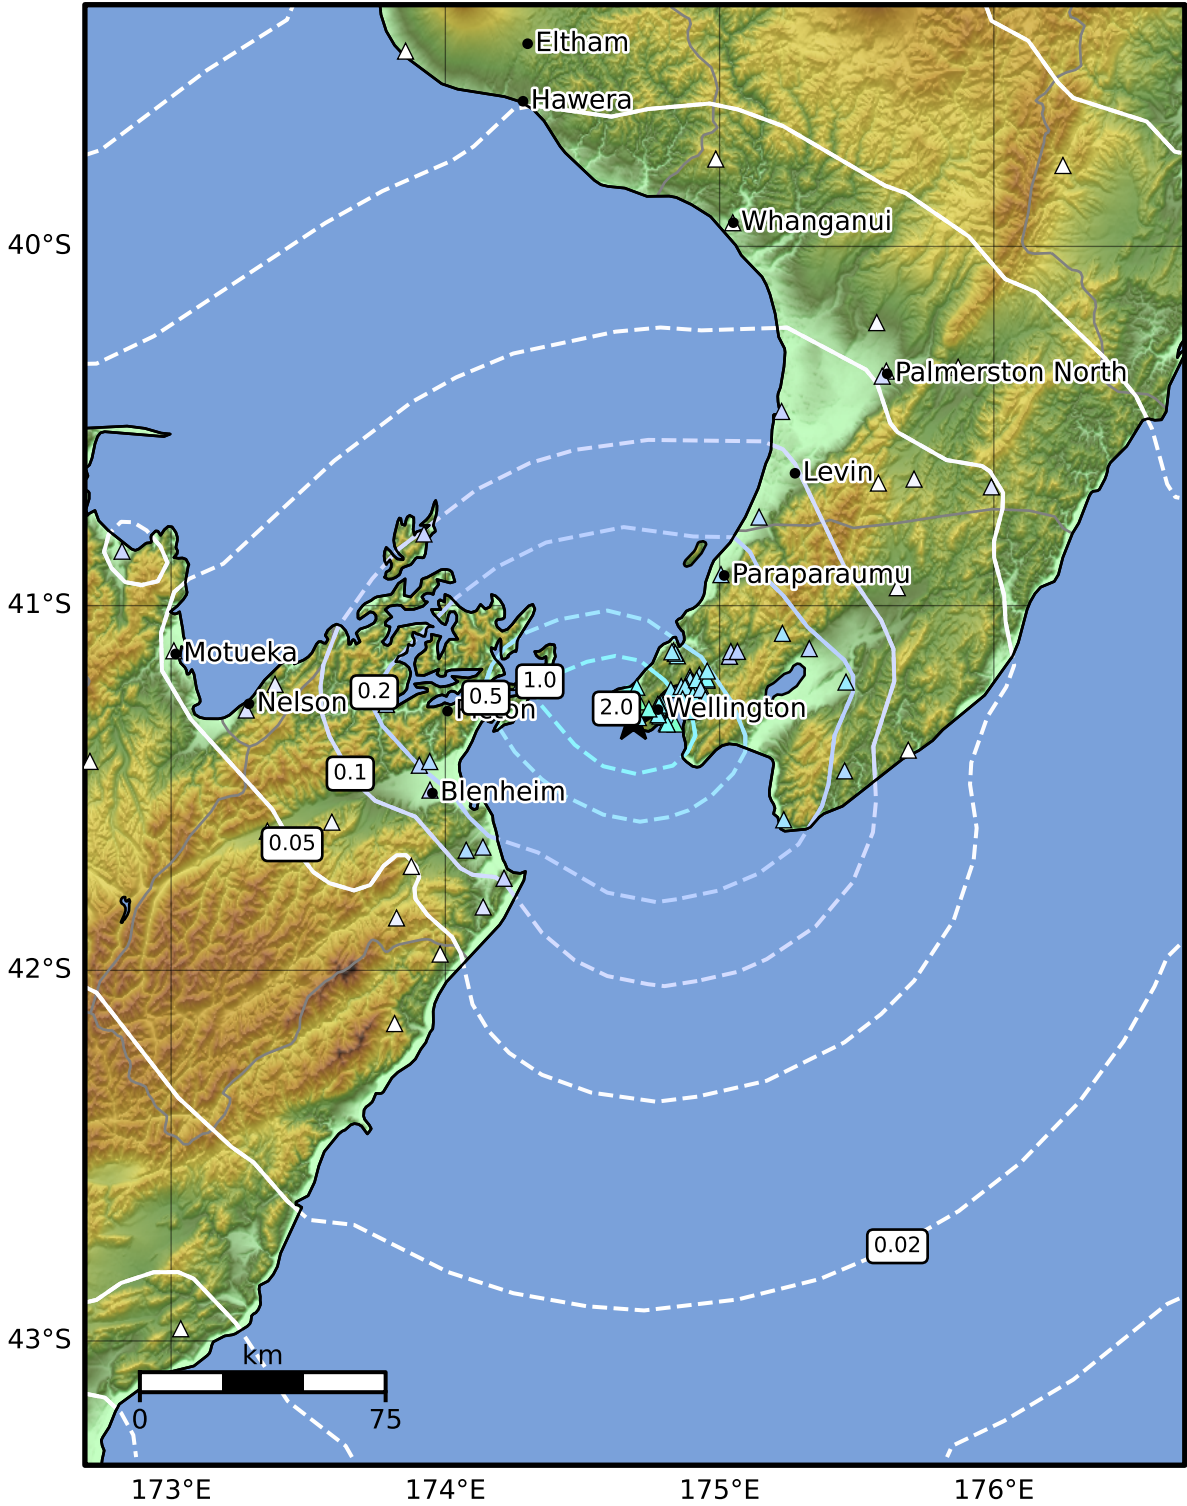 Eltham
Hawera
Whanganui
40°S
Palmerston North
Levin
Paraparaumu
41°S
Motueka
Nelson
0.2
0.5
1.0
2.0
Picton
Wellington
0.1
Blenheim
0.05
42°S
0.02
43°S
km
0 75
173°E 174°E 175°E 176°E